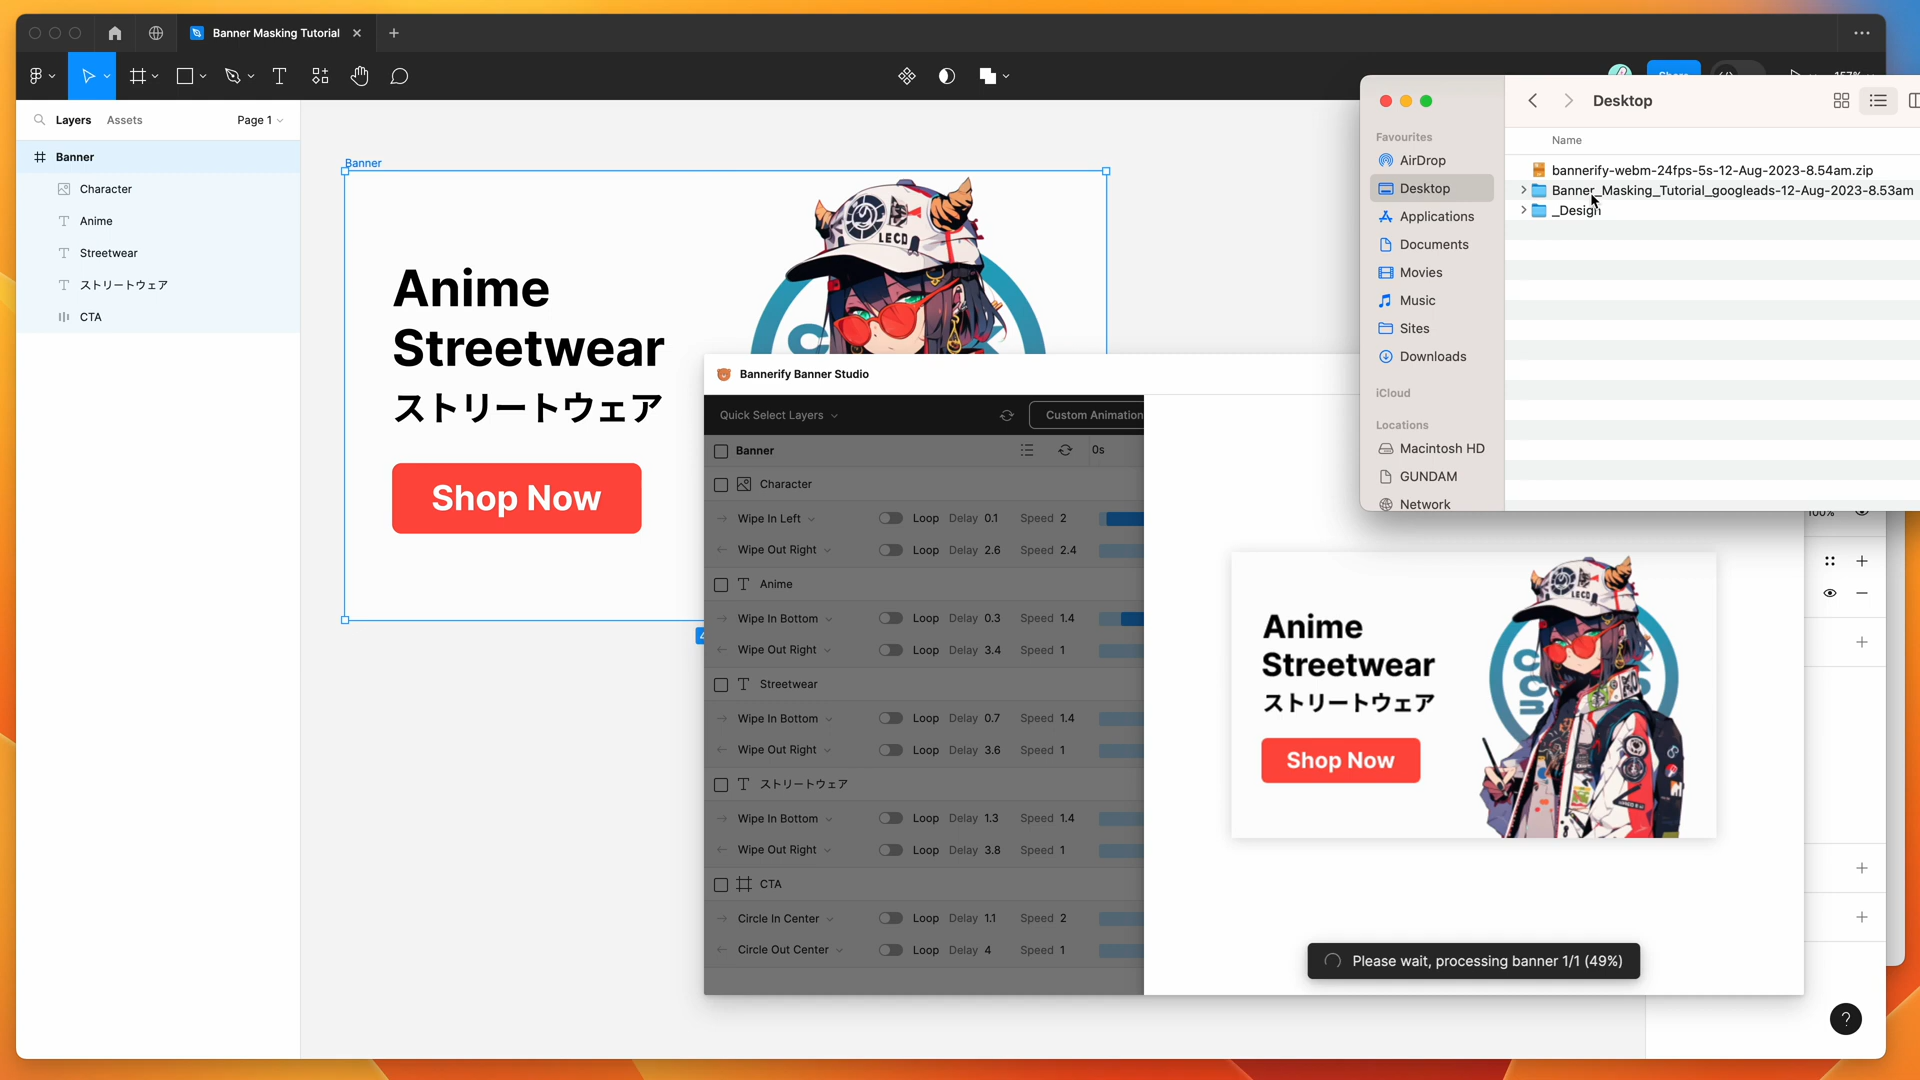 Banner Masking Tutorial
Share
157%
Layers
Assets
Page 1
Banner
Character
Anime
Streetwear
ストリートウェア
CTA
Banner
Anime
Streetwear
ストリートウェア
Shop Now
LECD
Desktop
Name
Favourites
AirDrop
Desktop
Applications
Documents
Movies
Music
Sites
Downloads
iCloud
Locations
Macintosh HD
GUNDAM
Network
bannerify-webm-24fps-5s-12-Aug-2023-8.54am.zip
Banner_Masking_Tutorial_googleads-12-Aug-2023-8.53am
_Design
100%
Bannerify Banner Studio
Quick Select Layers
Custom Animation
Banner
0s
Character
Wipe In Left Loop Delay 0.1 Speed 2
Wipe Out Right Loop Delay 2.6 Speed 2.4
Anime
Wipe In Bottom Loop Delay 0.3 Speed 1.4
Wipe Out Right Loop Delay 3.4 Speed 1
Streetwear
Wipe In Bottom Loop Delay 0.7 Speed 1.4
Wipe Out Right Loop Delay 3.6 Speed 1
ストリートウェア
Wipe In Bottom Loop Delay 1.3 Speed 1.4
Wipe Out Right Loop Delay 3.8 Speed 1
CTA
Circle In Center Loop Delay 1.1 Speed 2
Circle Out Center Loop Delay 4 Speed 1
Anime
Streetwear
ストリートウェア
Shop Now
LECD
Please wait, processing banner 1/1 (49%)
?